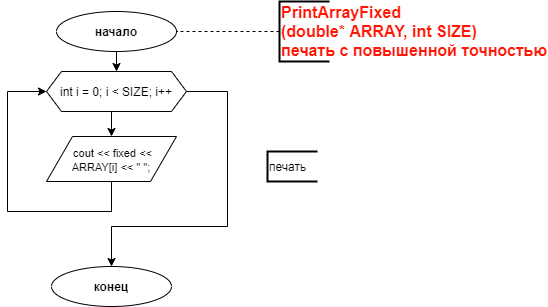 начало
PrintArrayFixed
(double* ARRAY, int SIZE)
печать с повышенной точностью
int i = 0; i < SIZE; i++
cout << fixed <<
ARRAY[i] << " ";
печать
конец